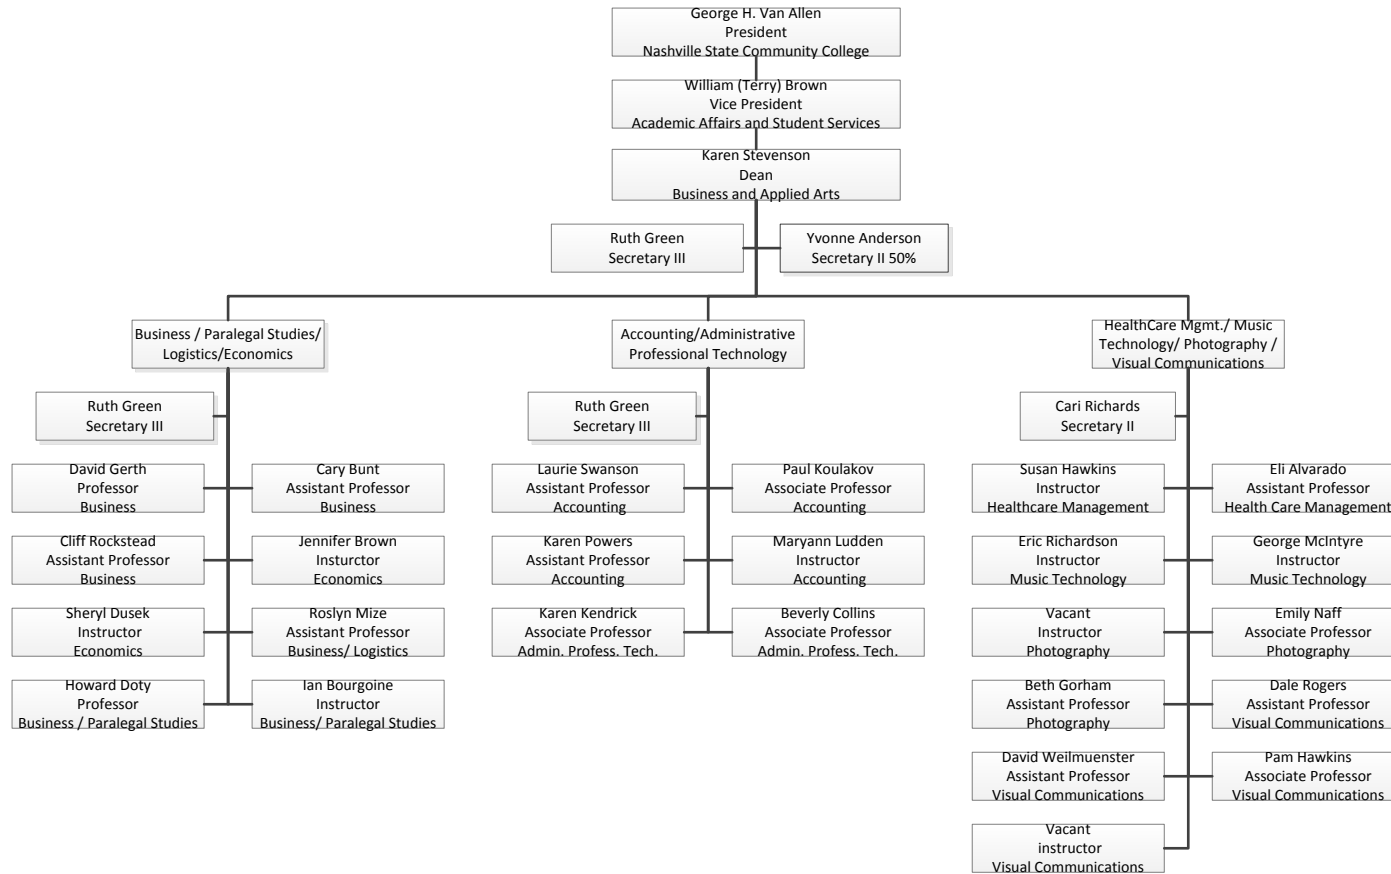 George H. Van Allen
President
Nashville State Community College
William (Terry) Brown
Vice President
Academic Affairs and Student Services
Karen Stevenson
Dean
Business and Applied Arts
Ruth Green
Secretary III
Yvonne Anderson
Secretary II 50%
Business / Paralegal Studies/
Logistics/Economics
Accounting/Administrative
Professional Technology
HealthCare Mgmt./ Music
Technology/ Photography /
Visual Communications
Ruth Green
Secretary III
Ruth Green
Secretary III
Cari Richards
Secretary II
David Gerth
Professor
Business
Cary Bunt
Assistant Professor
Business
Laurie Swanson
Assistant Professor
Accounting
Paul Koulakov
Associate Professor
Accounting
Susan Hawkins
Instructor
Healthcare Management
Eli Alvarado
Assistant Professor
Health Care Management
Cliff Rockstead
Assistant Professor
Business
Jennifer Brown
Insturctor
Economics
Karen Powers
Assistant Professor
Accounting
Maryann Ludden
Instructor
Accounting
Eric Richardson
Instructor
Music Technology
George McIntyre
Instructor
Music Technology
Sheryl Dusek
Instructor
Economics
Roslyn Mize
Assistant Professor
Business/ Logistics
Karen Kendrick
Associate Professor
Admin. Profess. Tech.
Beverly Collins
Associate Professor
Admin. Profess. Tech.
Vacant
Instructor
Photography
Emily Naff
Associate Professor
Photography
Howard Doty
Professor
Business / Paralegal Studies
Ian Bourgoine
Instructor
Business/ Paralegal Studies
Beth Gorham
Assistant Professor
Photography
Dale Rogers
Assistant Professor
Visual Communications
David Weilmuenster
Assistant Professor
Visual Communications
Pam Hawkins
Associate Professor
Visual Communications
Vacant
instructor
Visual Communications